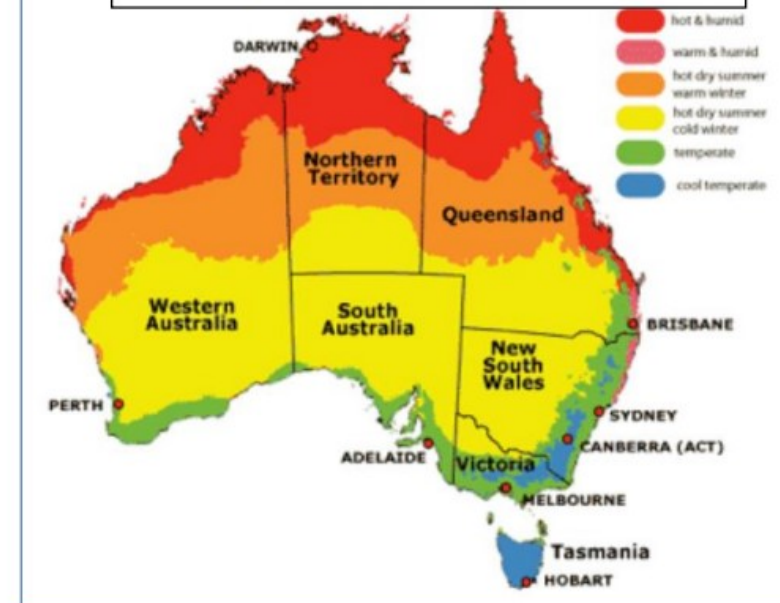 hot & humid
warm & humid
hot dry summer
warm winter
hot dry summer
cold winter
temperate
cool temperate
DARWIN
Northern
Territory
Queensland
Western
Australia
South
Australia
New
South
Wales
BRISBANE
PERTH
SYDNEY
ADELAIDE
CANBERRA (ACT)
Victoria
MELBOURNE
Tasmania
HOBART